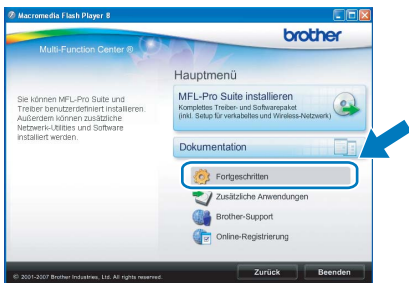 Macromedia Flash Player 8
brother
Multi-Function Center ®
Hauptmenü
Sie können MFL-Pro Suite und
Treiber benutzerdefiniert installieren.
Außerdem können zusätzliche
Netzwerk-Utilities und Software
installiert werden.
MFL-Pro Suite installieren
Komplettes Treiber- und Softwarepaket
(inkl. Setup für verkabeltes und Wireless-Netzwerk)
Dokumentation
Fortgeschritten
Zusätzliche Anwendungen
Brother-Support
Online-Registrierung
© 2001-2007 Brother Industries, Ltd. All rights reserved.
Zurück
Beenden